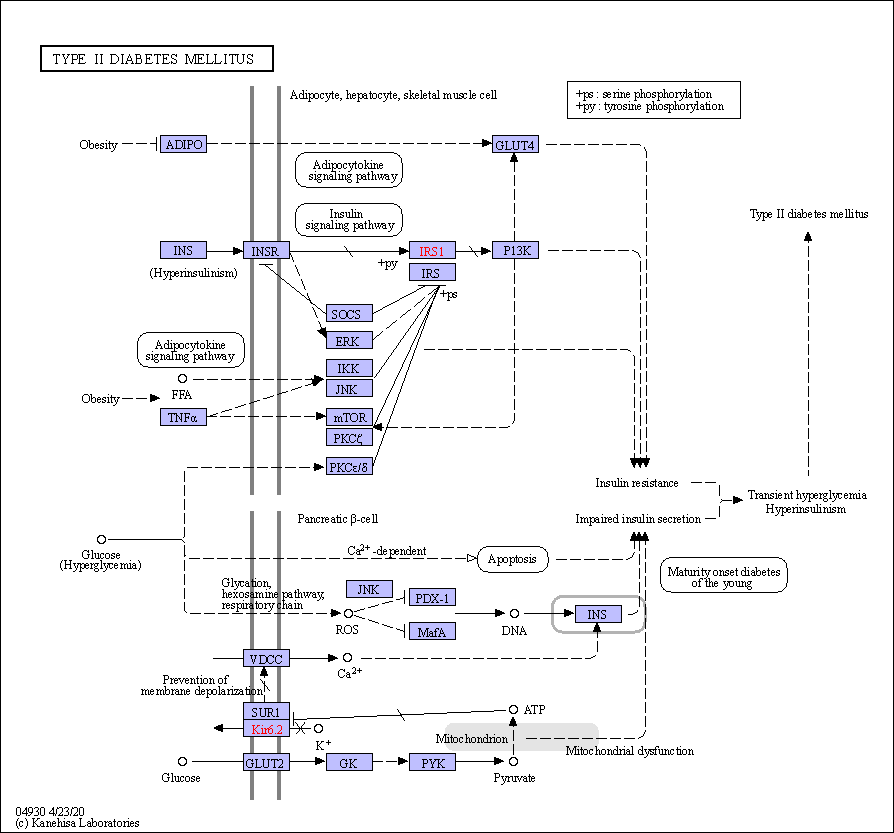 TYPE II DIABETES MELLITUS
Adipocyte, hepatocyte, skeletal muscle cell
+ps : serine phosphorylation
+py : tyrosine phosphorylation
Obesity
ADIPO
GLUT4
Adipocytokine
signaling pathway
Insulin
signaling pathway
Type II diabetes mellitus
INS
INSR
IRS1
P13K
+py
(Hyperinsulinism)
IRS
+ps
SOCS
ERK
Adipocytokine
signaling pathway
IKK
FFA
JNK
Obesity
TNFα
mTOR
PKCζ
PKCε/δ
Insulin resistance
Transient hyperglycemia
Hyperinsulinism
Pancreatic β-cell
Impaired insulin secretion
Glucose
(Hyperglycemia)
Ca2+ -dependent
Apoptosis
Maturity onset diabetes
of the young
Glycation,
hexosamine pathway,
respiratory chain
JNK
PDX-1
ROS
MafA
DNA
INS
VDCC
Ca2+
Prevention of
membrane depolarization
SUR1
ATP
Kir6.2
K+
Mitochondrion
Mitochondrial dysfunction
Glucose
GLUT2
GK
PYK
Pyruvate
04930 4/23/20
(c) Kanehisa Laboratories